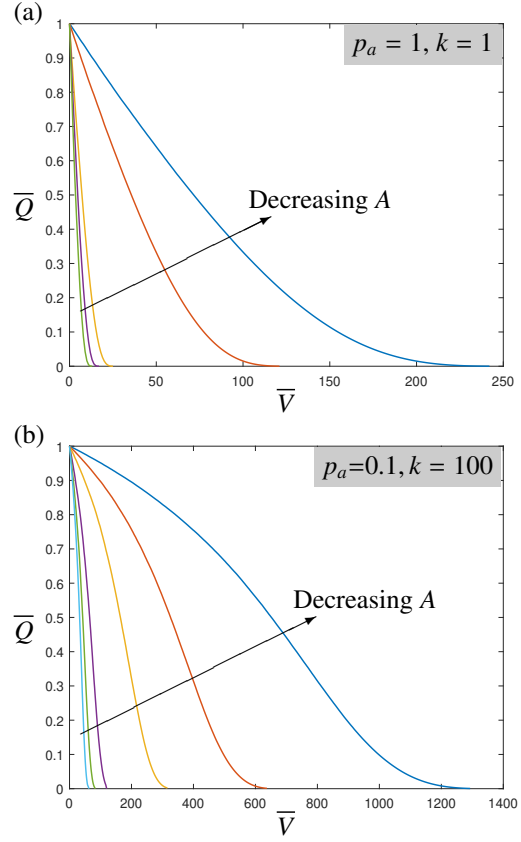 (a)
p_a = 1, k = 1
1
0.9
0.8
0.7
0.6
0.5
0.4
0.3
0.2
0.1
0
Q̅
Decreasing A
0 50 100 150 200 250
V̅
(b)
p_a=0.1, k = 100
1
0.9
0.8
0.7
0.6
0.5
0.4
0.3
0.2
0.1
0
Q̅
Decreasing A
0 200 400 600 800 1000 1200 1400
V̅